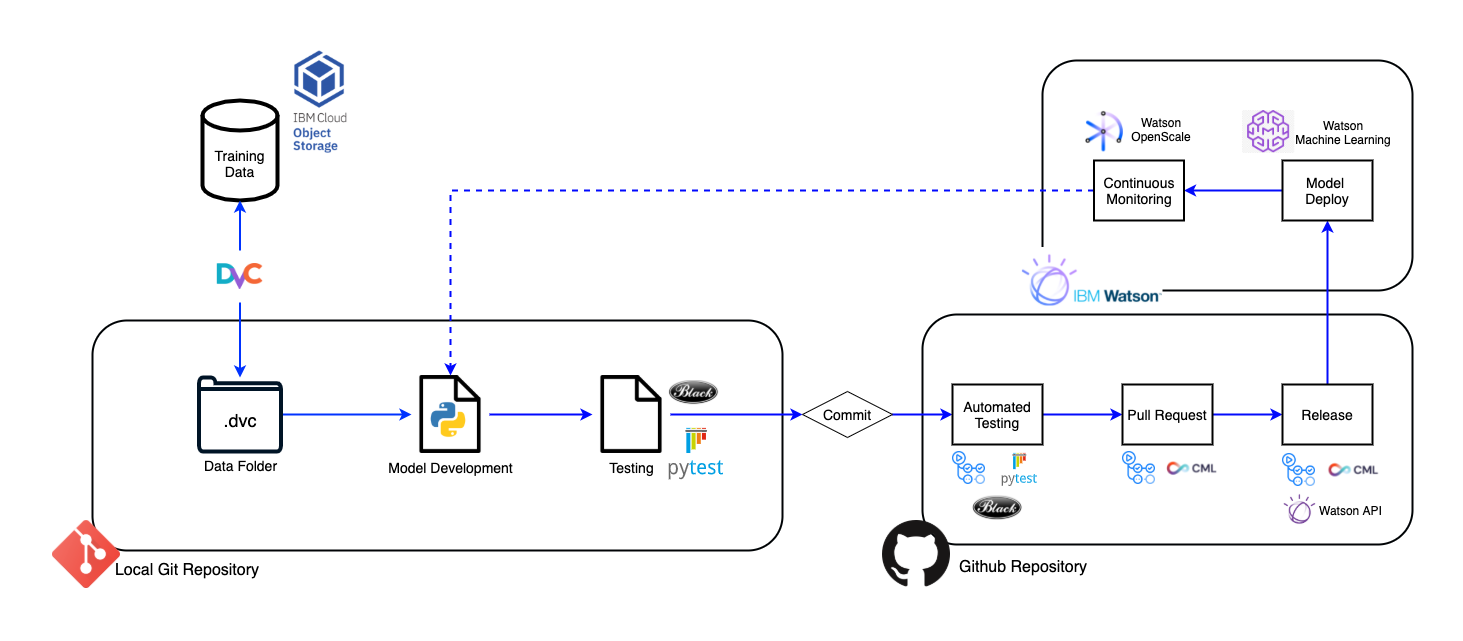 IBM Cloud
Object
Storage
Training
Data
DVC
Watson
OpenScale
Watson
Machine Learning
Continuous
Monitoring
Model
Deploy
IBM Watson
.dvc
Data Folder
Model Development
Testing
Black
pytest
Commit
Automated
Testing
Pull Request
Release
pytest
Black
CML
CML
Watson API
Local Git Repository
Github Repository